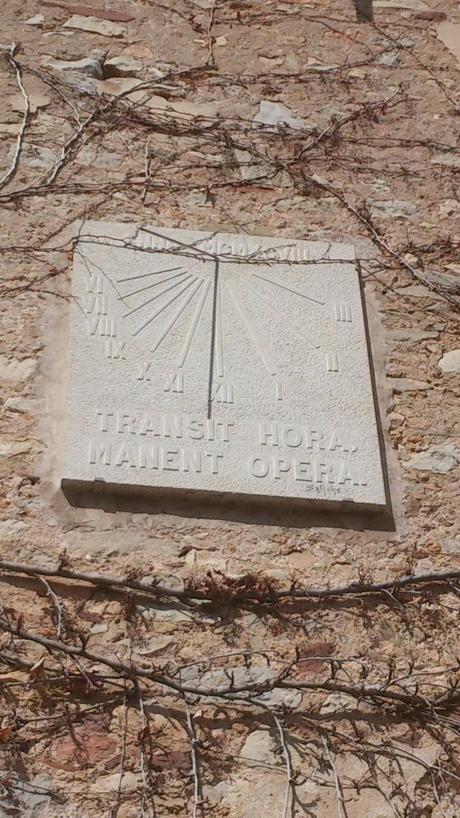 VI
VII
VIII
IX
X
XI
XII
I
II
III
TRANSIT HORA,
MANENT OPERA.